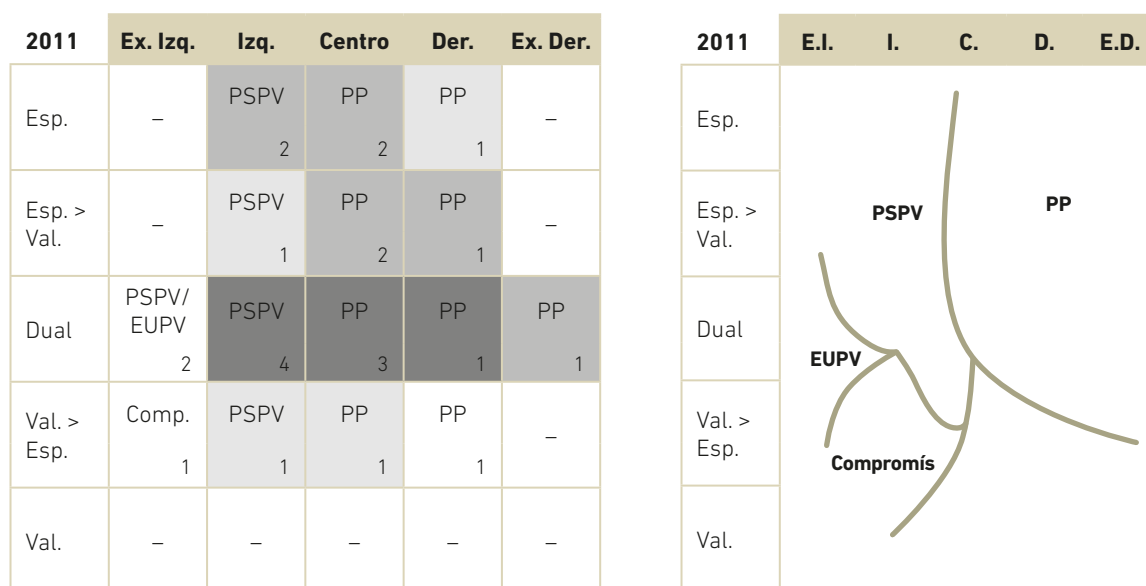 2011 Ex. Izq. Izq. Centro Der. Ex. Der.
Esp. – PSPV 2 PP 2 PP 1 –
Esp. > Val. – PSPV 1 PP 2 PP 1 –
Dual PSPV/ EUPV 2 PSPV 4 PP 3 PP 1 PP 1
Val. > Esp. Comp. 1 PSPV 1 PP 1 PP 1 –
Val. – – – – –
2011 E.I. I. C. D. E.D.
Esp.
Esp. > Val.
PSPV
PP
Dual
EUPV
Val. > Esp.
Compromís
Val.